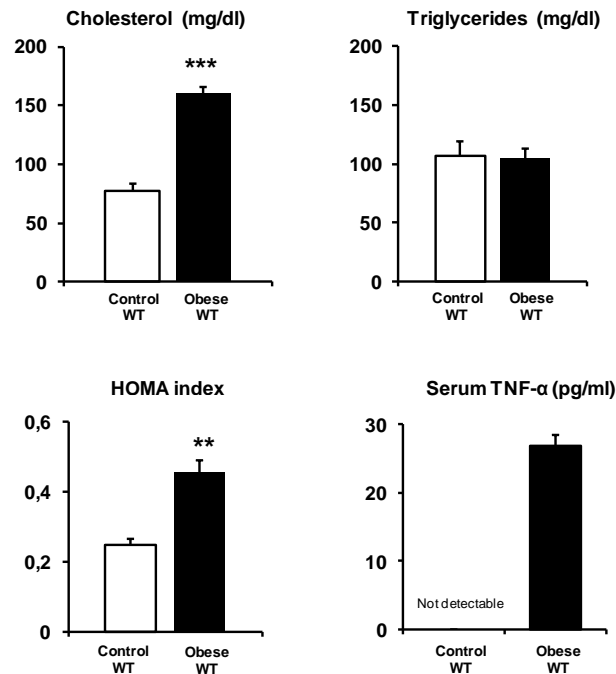 Cholesterol (mg/dl)
200
150
100
50
0
***
Control
WT
Obese
WT
Triglycerides (mg/dl)
200
150
100
50
0
Control
WT
Obese
WT
HOMA index
0,6
0,4
0,2
0
**
Control
WT
Obese
WT
Serum TNF-α (pg/ml)
30
20
10
0
Not detectable
Control
WT
Obese
WT